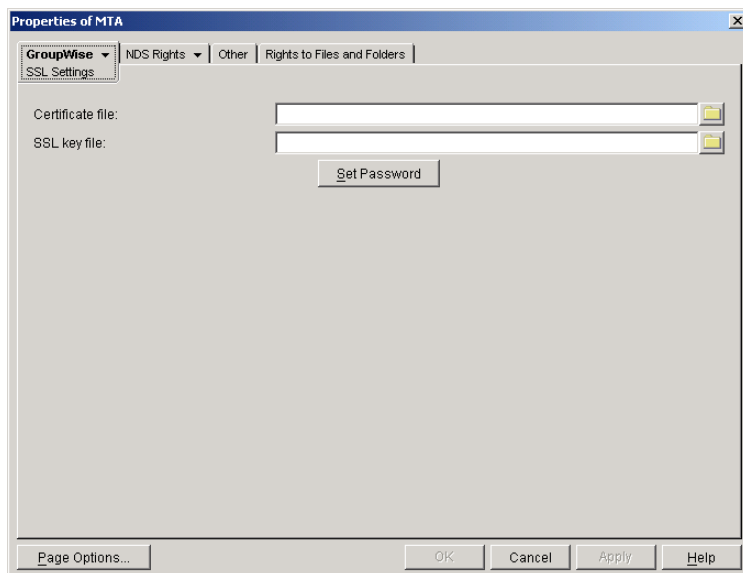 Properties of MTA
GroupWise NDS Rights Other Rights to Files and Folders
SSL Settings
Certificate file:
SSL key file:
Set Password
Page Options... OK Cancel Apply Help